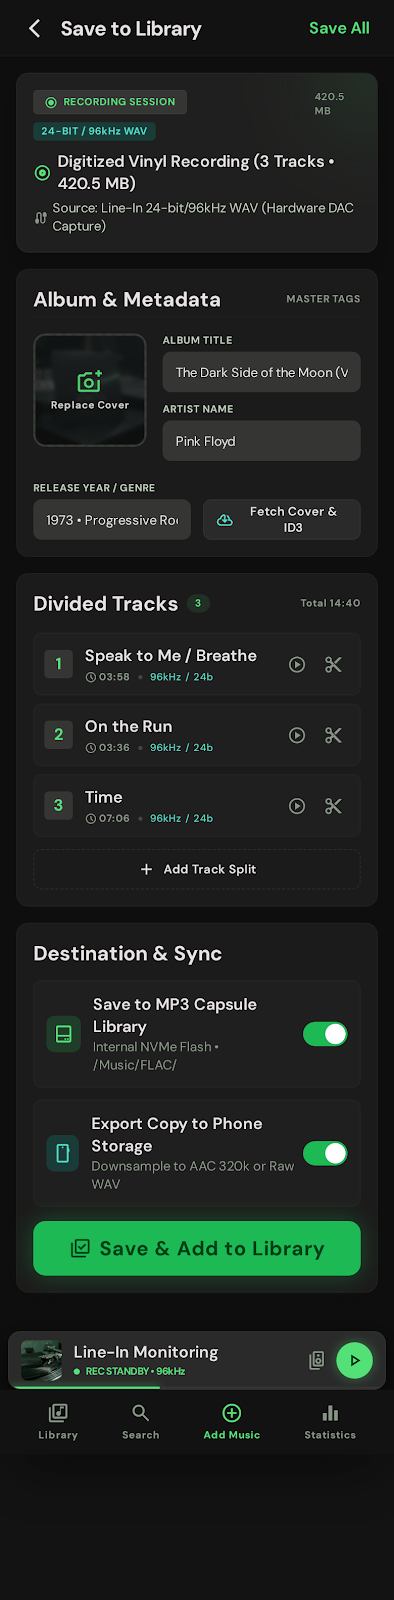 Save to Library
Save All
RECORDING SESSION
420.5
MB
24-BIT / 96kHz WAV
Digitized Vinyl Recording (3 Tracks •
420.5 MB)
Source: Line-In 24-bit/96kHz WAV (Hardware DAC
Capture)
Album & Metadata
MASTER TAGS
Replace Cover
ALBUM TITLE
The Dark Side of the Moon (V
ARTIST NAME
Pink Floyd
RELEASE YEAR / GENRE
1973 • Progressive Roc
Fetch Cover &
ID3
Divided Tracks
3
Total 14:40
1
Speak to Me / Breathe
03:58 • 96kHz / 24b
2
On the Run
03:36 • 96kHz / 24b
3
Time
07:06 • 96kHz / 24b
+ Add Track Split
Destination & Sync
Save to MP3 Capsule
Library
Internal NVMe Flash •
/Music/FLAC/
Export Copy to Phone
Storage
Downsample to AAC 320k or Raw
WAV
Save & Add to Library
Line-In Monitoring
REC STANDBY • 96kHz
Library
Search
Add Music
Statistics